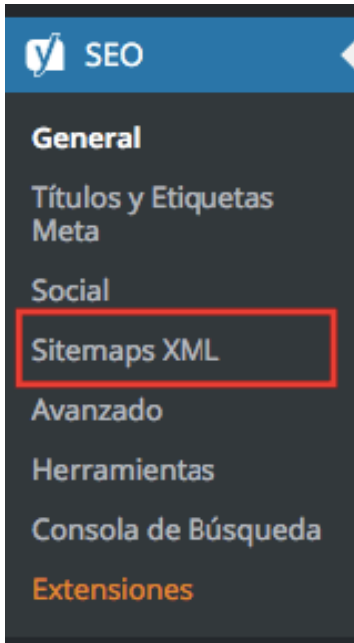 SEO
General
Títulos y Etiquetas
Meta
Social
Sitemaps XML
Avanzado
Herramientas
Consola de Búsqueda
Extensiones